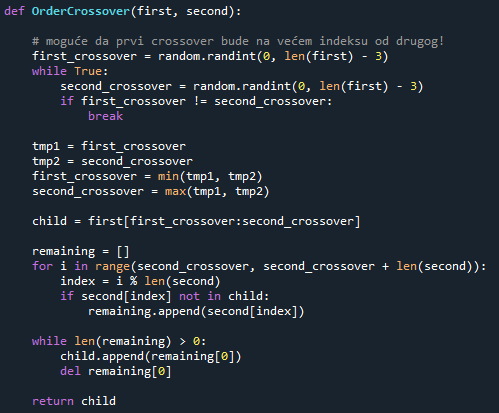 def OrderCrossover(first, second):
# moguće da prvi crossover bude na većem indeksu od drugog!
first_crossover = random.randint(0, len(first) - 3)
while True:
second_crossover = random.randint(0, len(first) - 3)
if first_crossover != second_crossover:
break
tmp1 = first_crossover
tmp2 = second_crossover
first_crossover = min(tmp1, tmp2)
second_crossover = max(tmp1, tmp2)
child = first[first_crossover:second_crossover]
remaining = []
for i in range(second_crossover, second_crossover + len(second)):
index = i % len(second)
if second[index] not in child:
remaining.append(second[index])
while len(remaining) > 0:
child.append(remaining[0])
del remaining[0]
return child